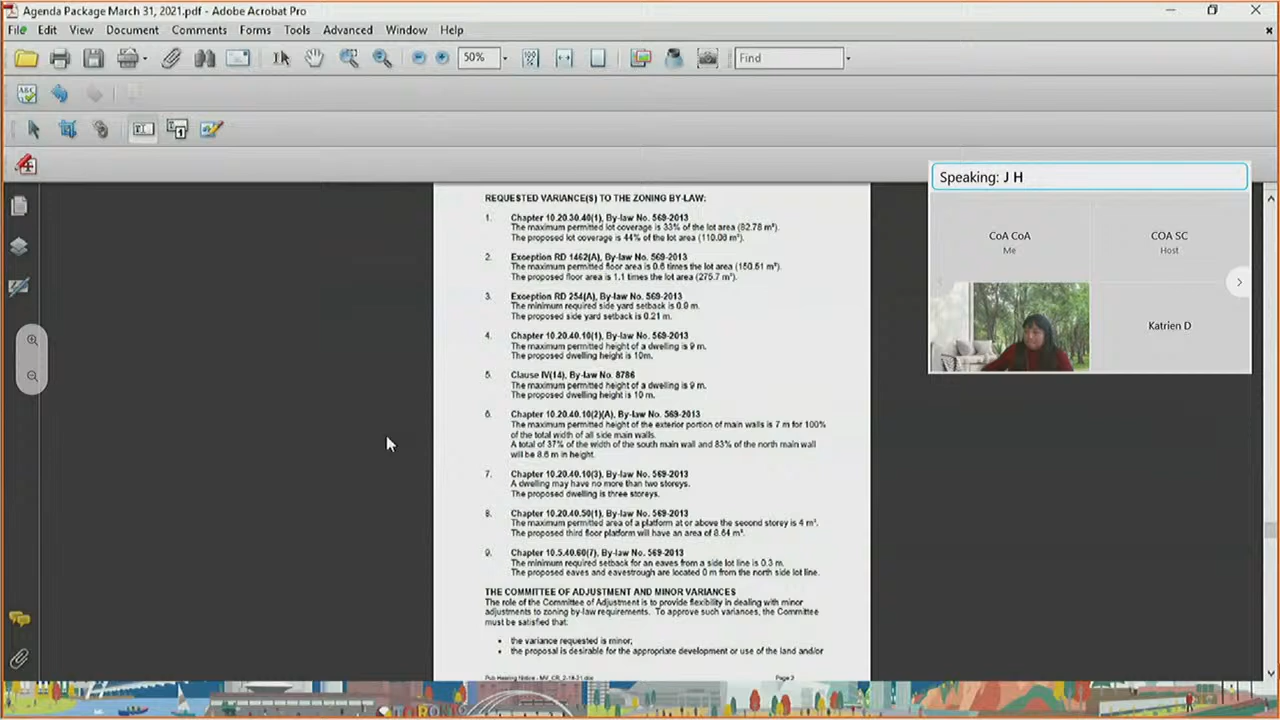 Agenda Package March 31, 2021.pdf - Adobe Acrobat Pro
File Edit View Document Comments Forms Tools Advanced Window Help
50%
Find
Speaking: J H
CoA CoA
Me
COA SC
Host
Katrien D
REQUESTED VARIANCE(S) TO THE ZONING BY-LAW:
1. Chapter 10.20.30.40(1), By-law No. 569-2013
The maximum permitted lot coverage is 33% of the lot area (82.78 m²).
The proposed lot coverage is 44% of the lot area (110.06 m²).
2. Exception RD 1462(A), By-law No. 569-2013
The maximum permitted floor area is 0.6 times the lot area (150.51 m²).
The proposed floor area is 1.1 times the lot area (275.7 m²).
3. Exception RD 254(A), By-law No. 569-2013
The minimum required side yard setback is 0.9 m.
The proposed side yard setback is 0.21 m.
4. Chapter 10.20.40.10(1), By-law No. 569-2013
The maximum permitted height of a dwelling is 9 m.
The proposed dwelling height is 10m.
5. Clause IV(14), By-law No. 8786
The maximum permitted height of a dwelling is 9 m.
The proposed dwelling height is 10 m.
6. Chapter 10.20.40.10(2)(A), By-law No. 569-2013
The maximum permitted height of the exterior portion of main walls is 7 m for 100%
of the total width of all side main walls.
A total of 37% of the width of the south main wall and 83% of the north main wall
will be 8.6 m in height.
7. Chapter 10.20.40.10(3), By-law No. 569-2013
A dwelling may have no more than two storeys.
The proposed dwelling is three storeys.
8. Chapter 10.20.40.50(1), By-law No. 569-2013
The maximum permitted area of a platform at or above the second storey is 4 m².
The proposed third floor platform will have an area of 8.64 m².
9. Chapter 10.5.40.60(7), By-law No. 569-2013
The minimum required setback for an eaves from a side lot line is 0.3 m.
The proposed eaves and eavestrough are located 0 m from the north side lot line.
THE COMMITTEE OF ADJUSTMENT AND MINOR VARIANCES
The role of the Committee of Adjustment is to provide flexibility in dealing with minor
adjustments to zoning by-law requirements. To approve such variances, the Committee
must be satisfied that:
• the variance requested is minor;
• the proposal is desirable for the appropriate development or use of the land and/or
Page 2
TORONTO